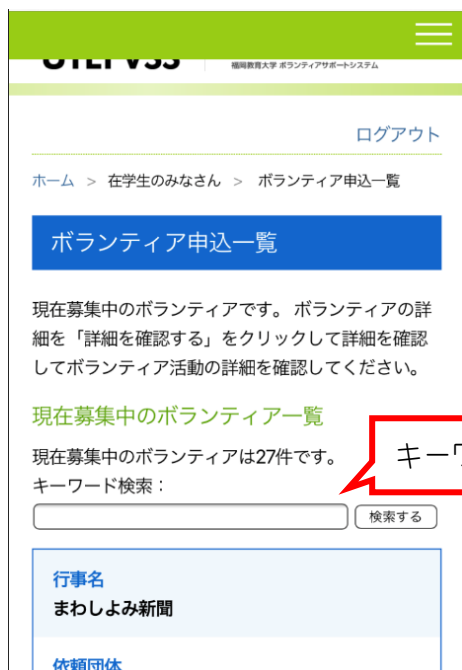 福岡教育大学 ボランティアサポートシステム
ログアウト
ホーム > 在学生のみなさん > ボランティア申込一覧
ボランティア申込一覧
現在募集中のボランティアです。 ボランティアの詳
細を「詳細を確認する」をクリックして詳細を確認
してボランティア活動の詳細を確認してください。
現在募集中のボランティア一覧
現在募集中のボランティアは27件です。
キーワード検索：
検索する
キーワ
行事名
まわしよみ新聞
依頼団体